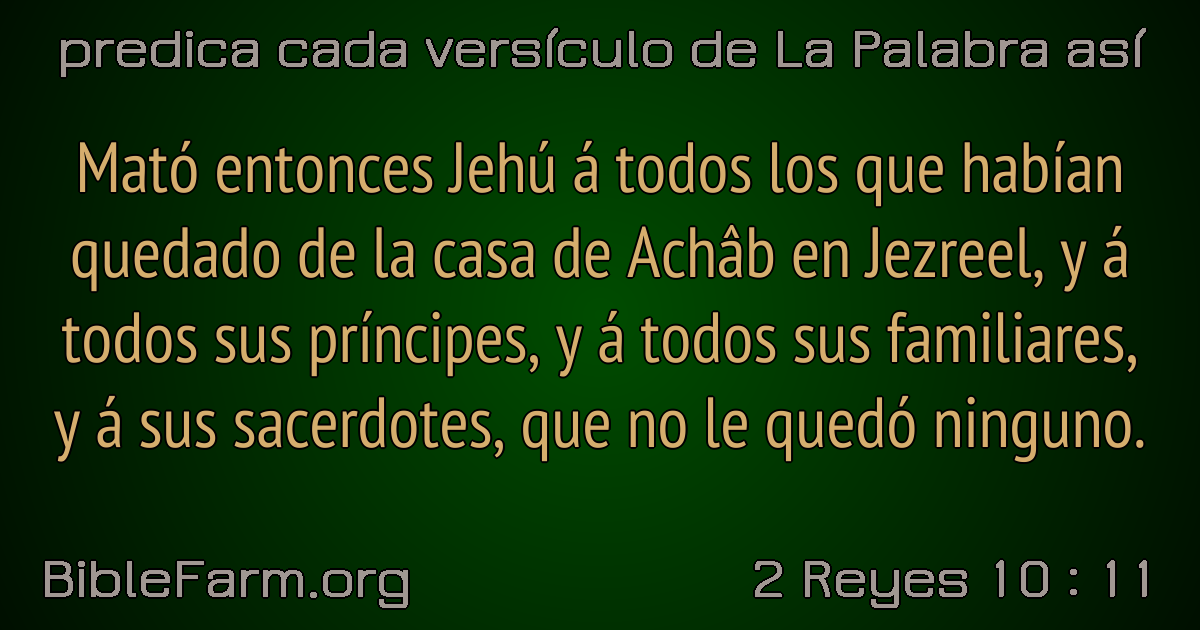 predica cada versículo de La Palabra así
Mató entonces Jehú á todos los que habían
quedado de la casa de Achâb en Jezreel, y á
todos sus príncipes, y á todos sus familiares,
y á sus sacerdotes, que no le quedó ninguno.
BibleFarm.org
2 Reyes 10 : 11